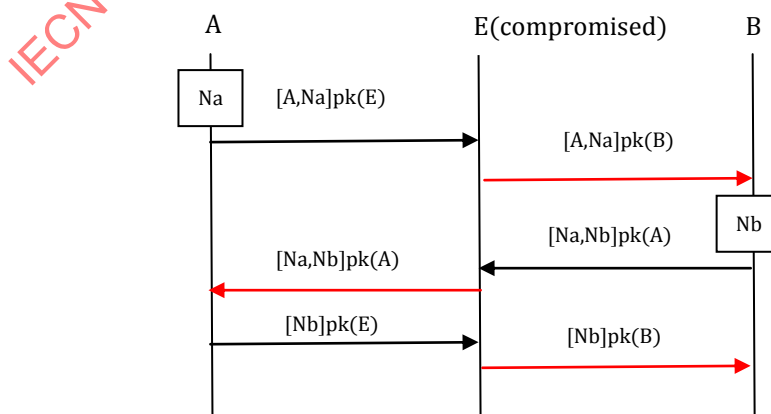 A
E(compromised)
B
IECN
Na
[A,Na]pk(E)
[A,Na]pk(B)
Nb
[Na,Nb]pk(A)
[Na,Nb]pk(A)
[Nb]pk(E)
[Nb]pk(B)